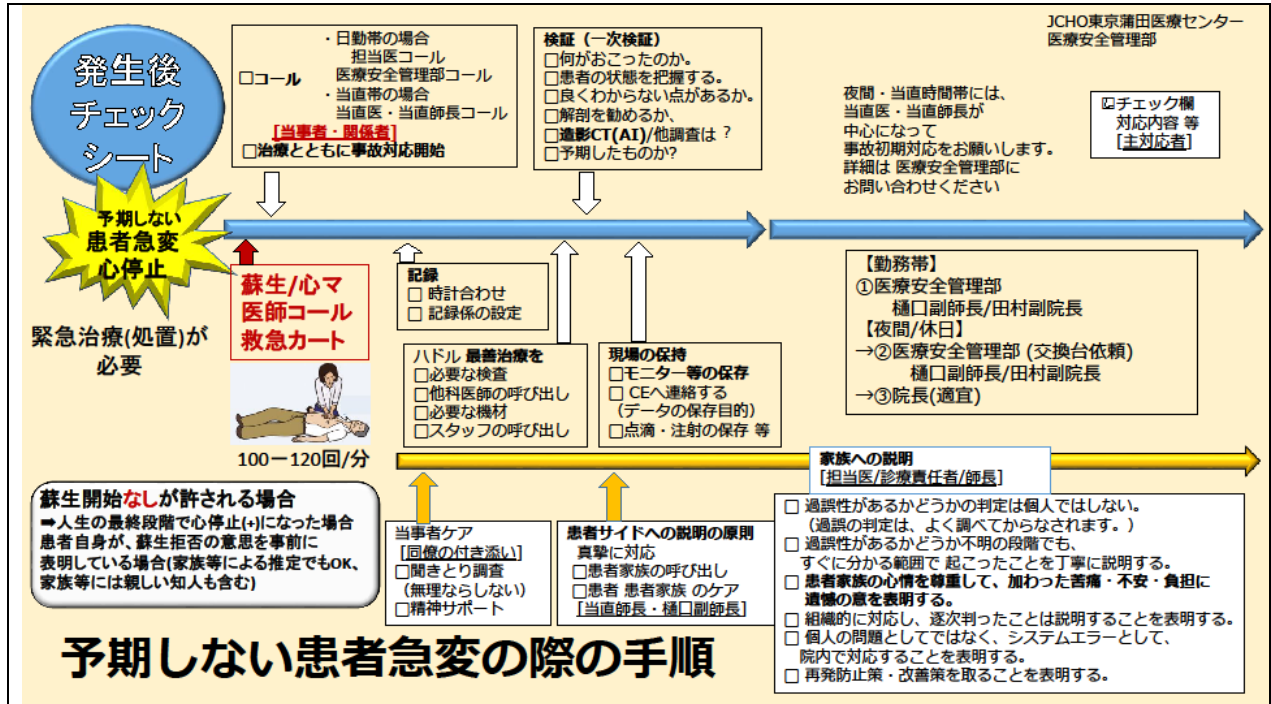 発生後
チェック
シート
予期しない
患者急変
心停止
緊急治療(処置)が
必要
・日勤帯の場合
担当医コール
□コール　医療安全管理部コール
・当直帯の場合
当直医・当直師長コール
[当事者・関係者]
□治療とともに事故対応開始
検証（一次検証）
□何がおこったのか。
□患者の状態を把握する。
□良くわからない点があるか。
□解剖を勧めるか、
□造影CT(AI)/他調査は？
□予期したものか?
JCHO東京蒲田医療センター
医療安全管理部
夜間・当直時間帯には、
当直医・当直師長が
中心になって
事故初期対応をお願いします。
詳細は 医療安全管理部に
お問い合わせください
☑チェック欄
対応内容 等
[主対応者]
蘇生/心マ
医師コール
救急カート
100－120回/分
記録
□ 時計合わせ
□ 記録係の設定
ハドル 最善治療を
□必要な検査
□他科医師の呼び出し
□必要な機材
□スタッフの呼び出し
現場の保持
□モニター等の保存
□ CEへ連絡する
（データの保存目的）
□点滴・注射の保存 等
【勤務帯】
①医療安全管理部
樋口副師長/田村副院長
【夜間/休日】
→②医療安全管理部 (交換台依頼)
樋口副師長/田村副院長
→③院長(適宜)
蘇生開始なしが許される場合
➡人生の最終段階で心停止(+)になった場合
患者自身が、蘇生拒否の意思を事前に
表明している場合(家族等による推定でもOK、
家族等には親しい知人も含む)
当事者ケア
[同僚の付き添い]
□聞きとり調査
（無理ならしない）
□精神サポート
患者サイドへの説明の原則
真摯に対応
□患者家族の呼び出し
□患者 患者家族 のケア
[当直師長・樋口副師長]
家族への説明
[担当医/診療責任者/師長]
□ 過誤性があるかどうかの判定は個人ではしない。
（過誤の判定は、よく調べてからなされます。）
□ 過誤性があるかどうか不明の段階でも、
すぐに分かる範囲で 起こったことを丁寧に説明する。
□ 患者家族の心情を尊重して、加わった苦痛・不安・負担に
遺憾の意を表明する。
□ 組織的に対応し、逐次判ったことは説明することを表明する。
□ 個人の問題としてではなく、システムエラーとして、
院内で対応することを表明する。
□ 再発防止策・改善策を取ることを表明する。
予期しない患者急変の際の手順